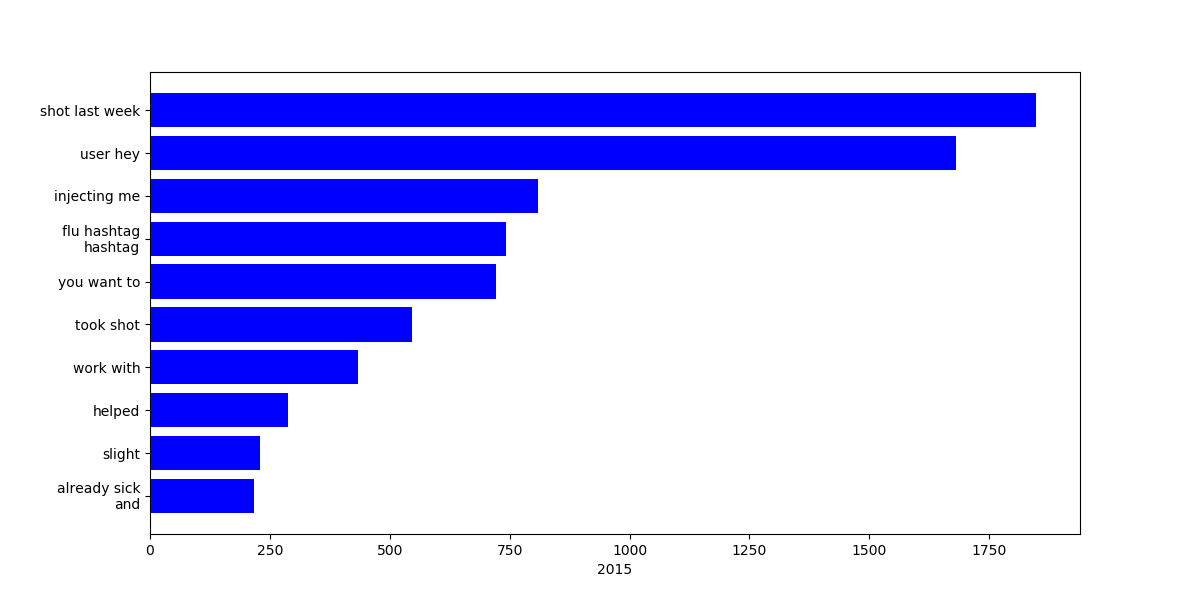 shot last week
user hey
injecting me
flu hashtag
hashtag
you want to
took shot
work with
helped
slight
already sick
and
0 250 500 750 1000 1250 1500 1750
2015